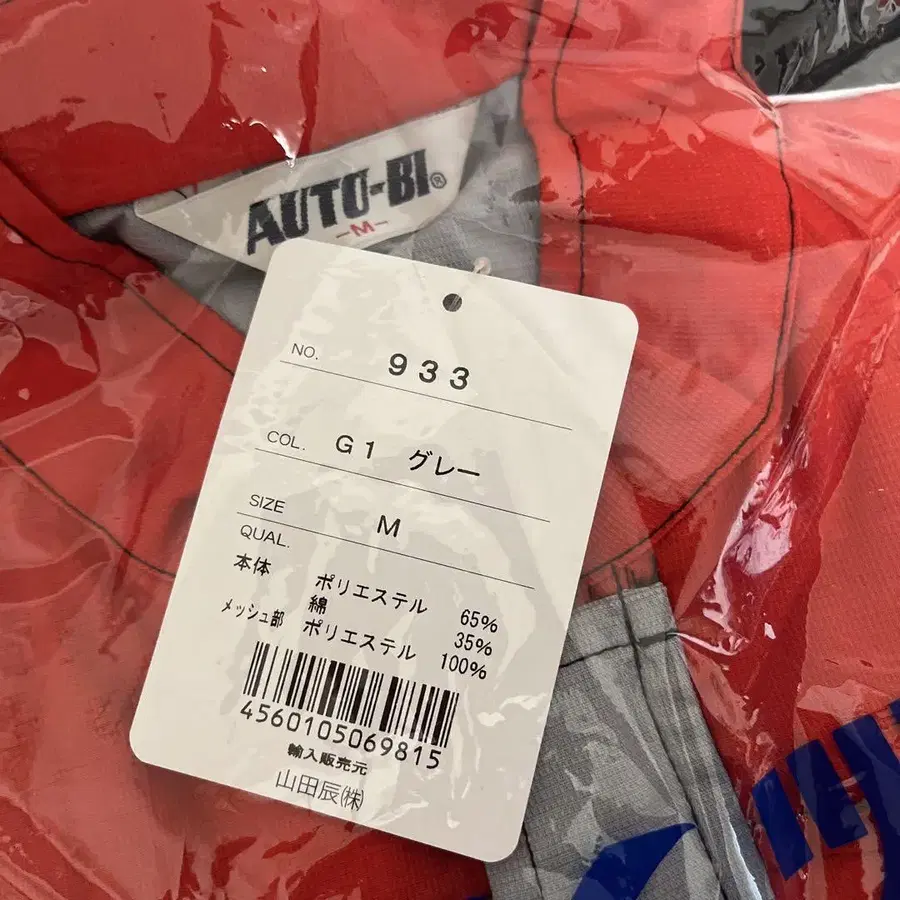 AUTO-BI®
-M-
NO. 933
COL. G1 グレー
SIZE M
QUAL.
本体 ポリエステル 65%
綿 35%
メッシュ部 ポリエステル 100%
4560105069815
輸入販売元
山田辰(株)